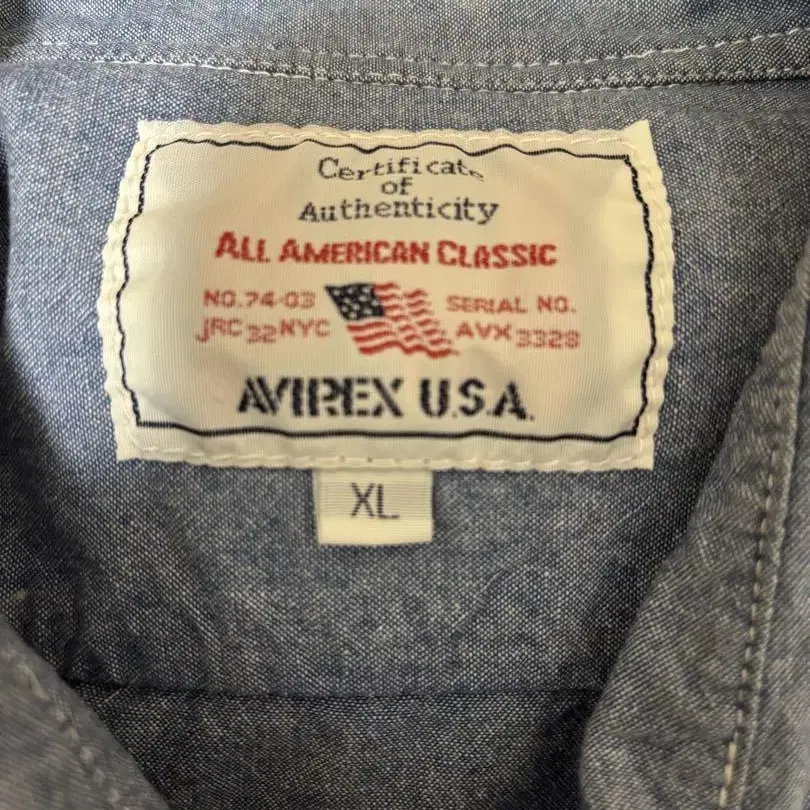 Certificate
of
Authenticity
ALL AMERICAN CLASSIC
NO.74-03 SERIAL NO.
JRC 32 NYC AVX 3328
AVIREX U.S.A.
XL